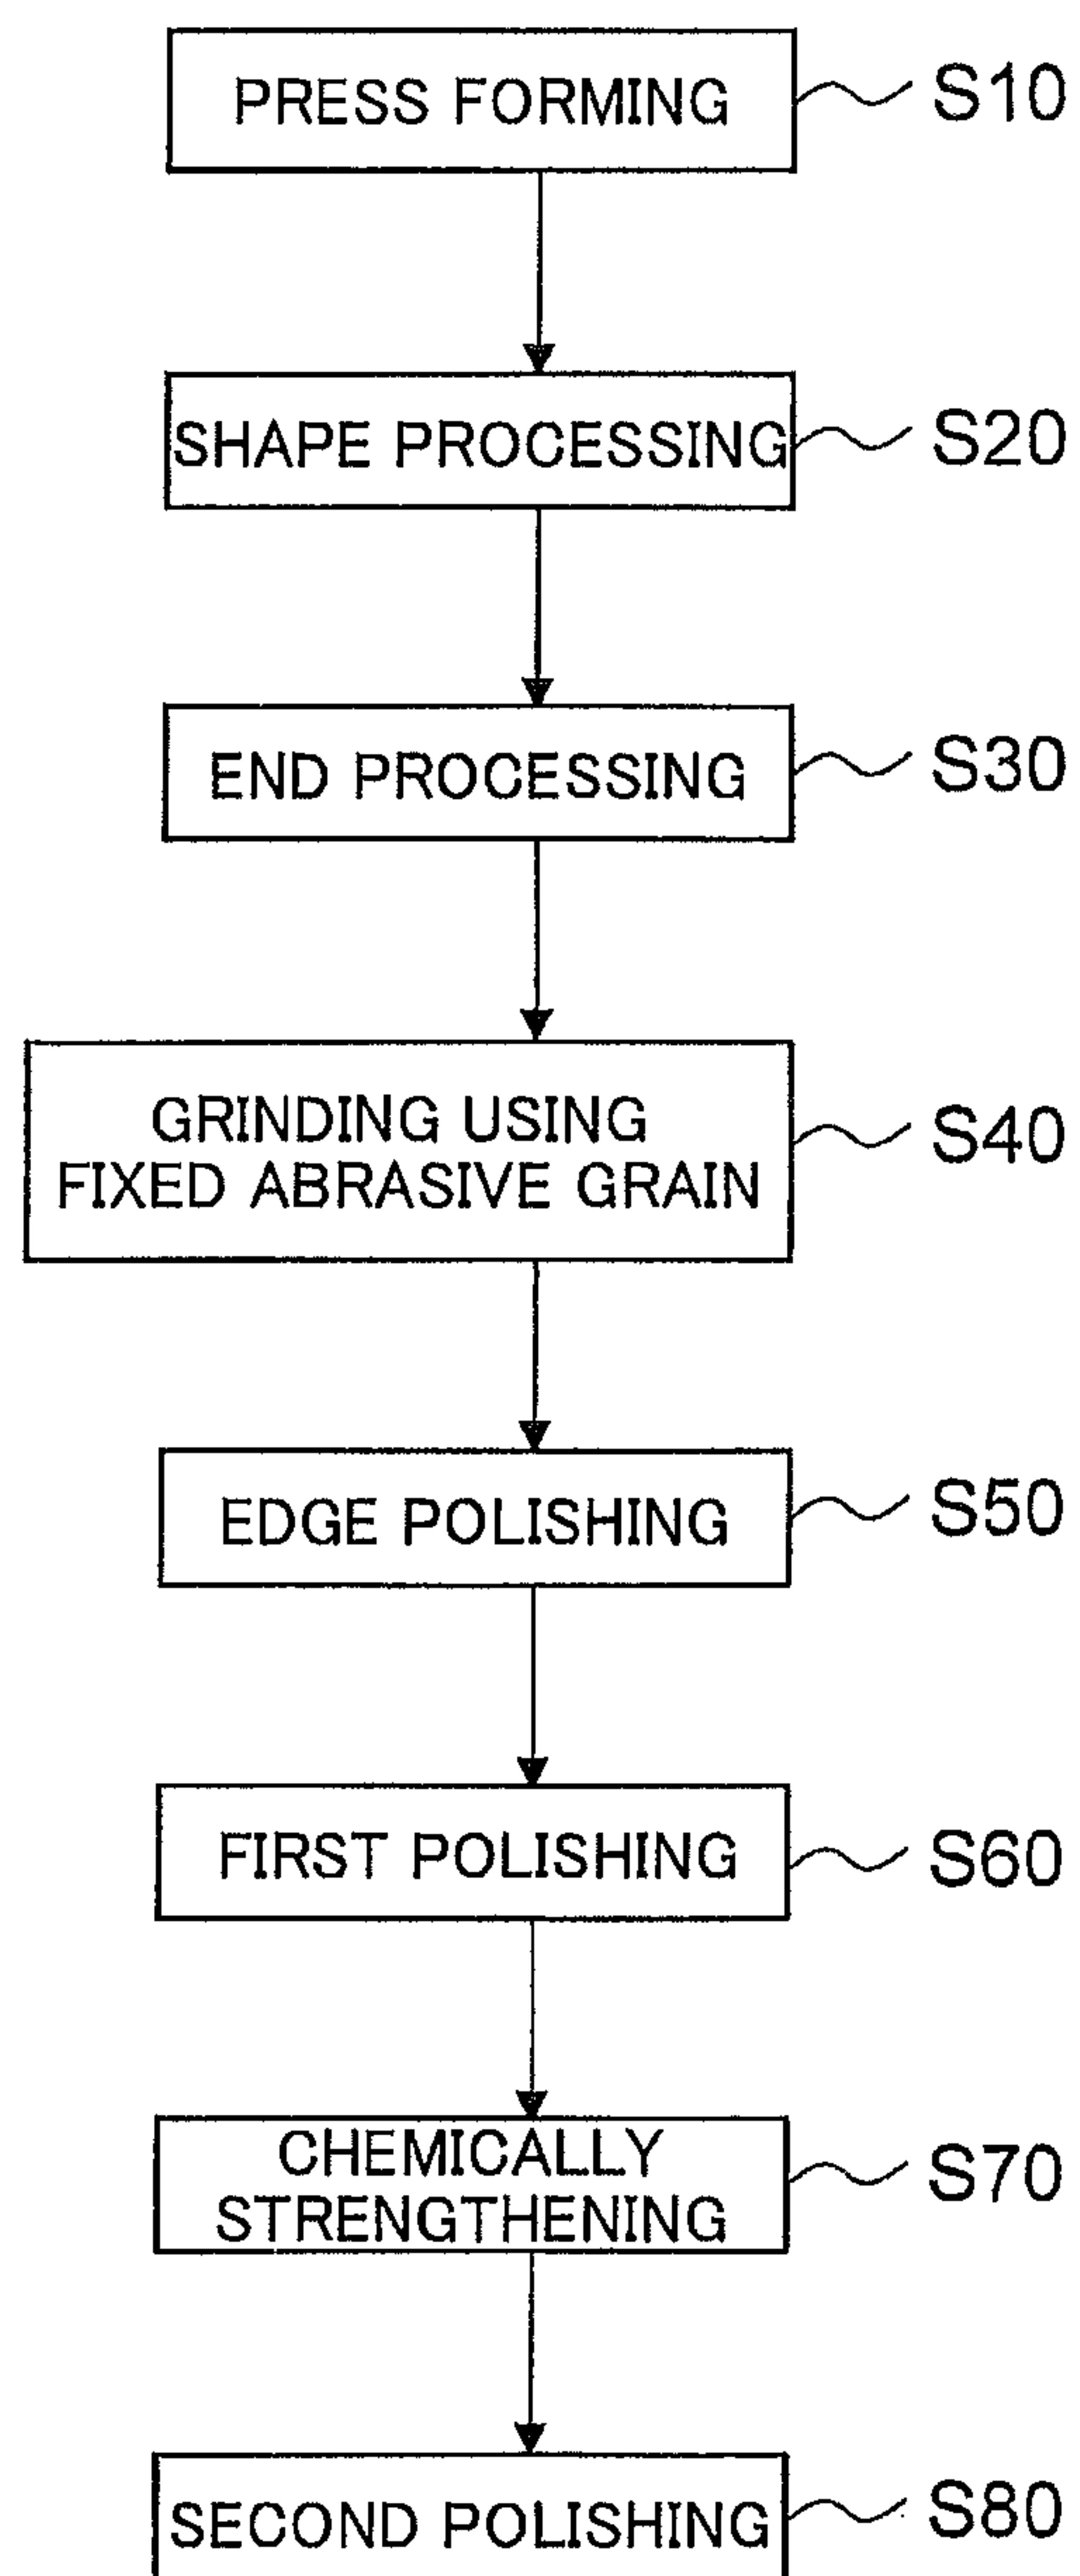 PRESS FORMING S10
SHAPE PROCESSING S20
END PROCESSING S30
GRINDING USING
FIXED ABRASIVE GRAIN S40
EDGE POLISHING S50
FIRST POLISHING S60
CHEMICALLY
STRENGTHENING S70
SECOND POLISHING S80